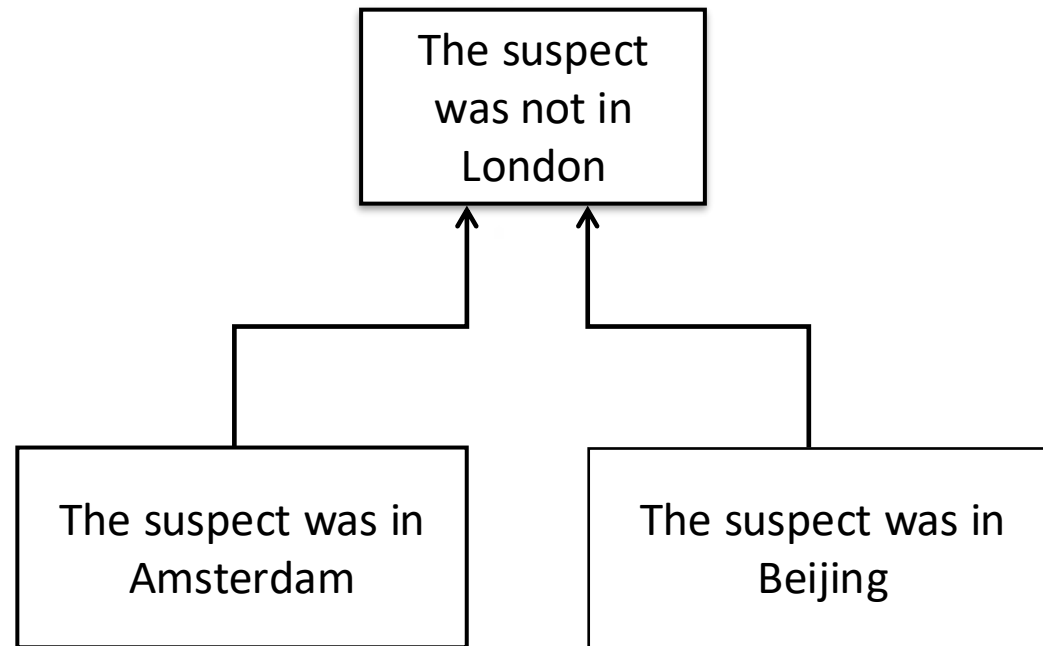 The suspect
was not in
London
The suspect was in
Amsterdam
The suspect was in
Beijing